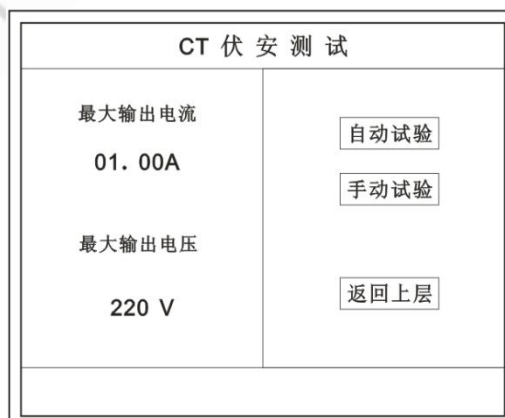 CT 伏安测试
最大输出电流
01. 00A
最大输出电压
220 V
自动试验
手动试验
返回上层